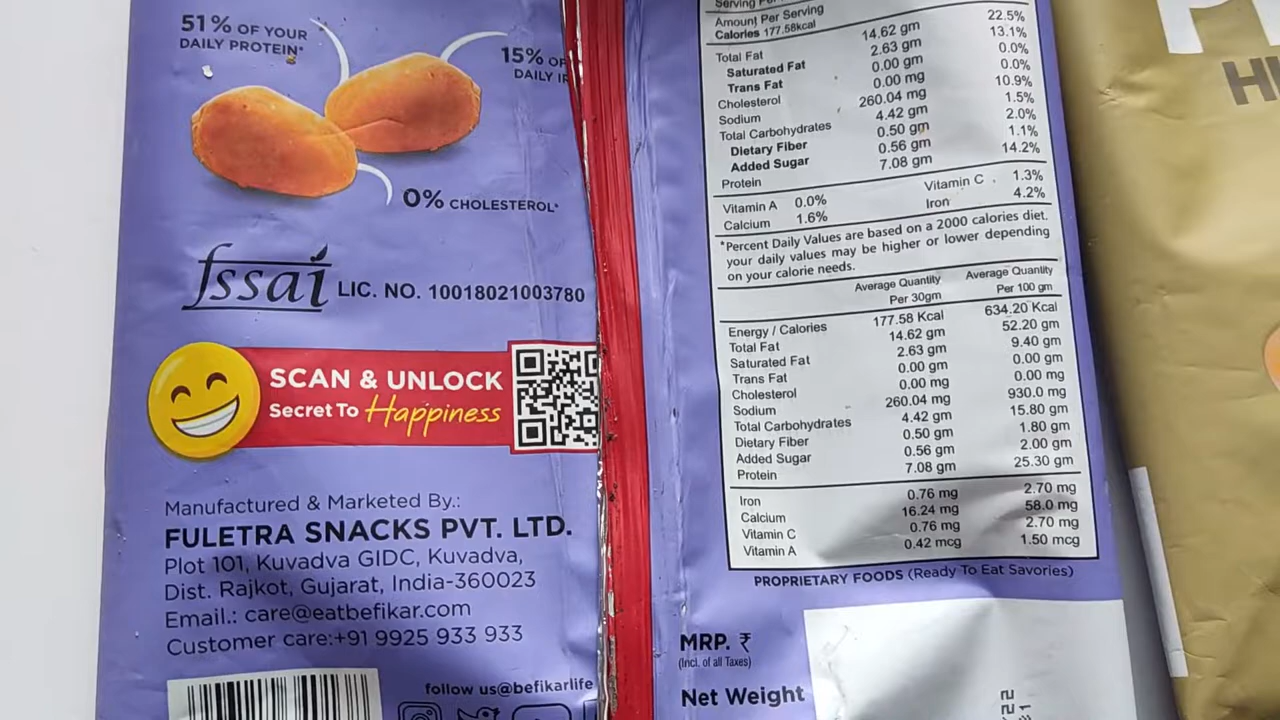 51% OF YOUR
DAILY PROTEIN*
15% OF
DAILY
0% CHOLESTEROL*
fssai LIC. NO. 10018021003780
SCAN & UNLOCK
Secret To Happiness
Manufactured & Marketed By.:
FULETRA SNACKS PVT. LTD.
Plot 101, Kuvadva GIDC, Kuvadva,
Dist. Rajkot, Gujarat, India-360023
Email.: care@eatbefikar.com
Customer care:+91 9925 933 933
follow us@befikarlife
Amount Per Serving
Calories 177.58kcal
Total Fat 14.62 gm 22.5%
Saturated Fat 2.63 gm 13.1%
Trans Fat 0.00 gm 0.0%
Cholesterol 0.00 mg 0.0%
Sodium 260.04 mg 10.9%
Total Carbohydrates 4.42 gm 1.5%
Dietary Fiber 0.50 gm 2.0%
Added Sugar 0.56 gm 1.1%
Protein 7.08 gm 14.2%
Vitamin A 0.0% Vitamin C 1.3%
Calcium 1.6% Iron 4.2%
*Percent Daily Values are based on a 2000 calories diet.
your daily values may be higher or lower depending
on your calorie needs.
Average Quantity Average Quantity
Per 30gm Per 100 gm
Energy / Calories 177.58 Kcal 634.20 Kcal
Total Fat 14.62 gm 52.20 gm
Saturated Fat 2.63 gm 9.40 gm
Trans Fat 0.00 gm 0.00 gm
Cholesterol 0.00 mg 0.00 mg
Sodium 260.04 mg 930.0 mg
Total Carbohydrates 4.42 gm 15.80 gm
Dietary Fiber 0.50 gm 1.80 gm
Added Sugar 0.56 gm 2.00 gm
Protein 7.08 gm 25.30 gm
Iron 0.76 mg 2.70 mg
Calcium 16.24 mg 58.0 mg
Vitamin C 0.76 mg 2.70 mg
Vitamin A 0.42 mcg 1.50 mcg
PROPRIETARY FOODS (Ready To Eat Savories)
MRP. ₹
(Incl. of all Taxes)
Net Weight